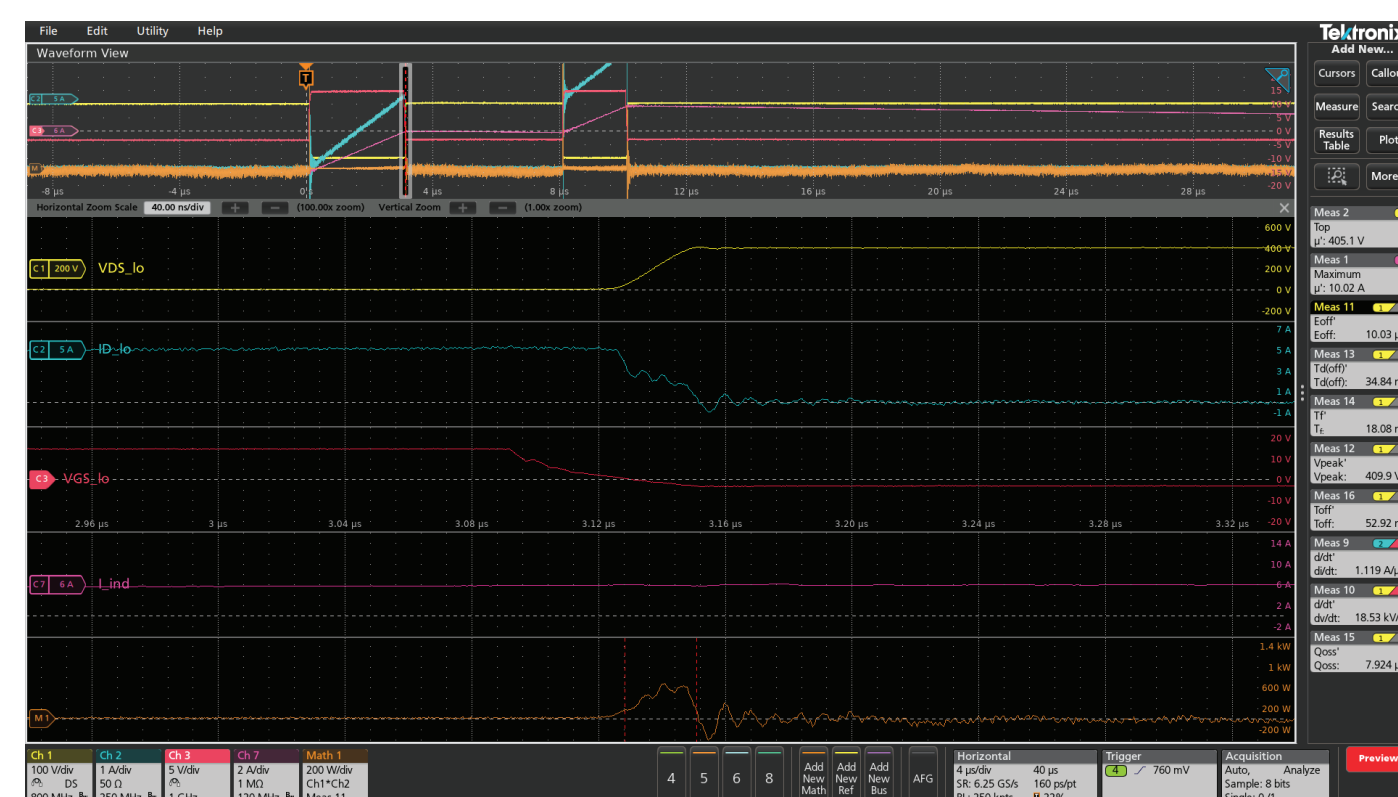 File Edit Utility Help
Tektronix
Waveform View
Add New...
Cursors
Measure
Results Table
Plot
More
C2 5 A
C3 6 A
M
T
15
10 V
5 V
0 V
-5 V
-10 V
-15 V
-20 V
-8 µs -4 µs 0 s 4 µs 8 µs 12 µs 16 µs 20 µs 24 µs 28 µs
Horizontal Zoom Scale 40.00 ns/div + − (100.00x zoom) Vertical Zoom + − (1.00x zoom)
C1 200 V VDS_lo
600 V
400 V
200 V
0 V
-200 V
C2 5 A ID_lo
7 A
5 A
3 A
1 A
-1 A
C3 VGS_lo
20 V
10 V
0 V
-10 V
-20 V
2.96 µs 3 µs 3.04 µs 3.08 µs 3.12 µs 3.16 µs 3.20 µs 3.24 µs 3.28 µs 3.32 µs
C7 6 A I_ind
14 A
10 A
6 A
2 A
-2 A
M 1
1.4 kW
1 kW
600 W
200 W
-200 W
Meas 2
Top
µ': 405.1 V
Meas 1
Maximum
µ': 10.02 A
Meas 11
Eoff'
Eoff: 10.03
Meas 13
Td(off)'
Td(off): 34.84
Meas 14
Tf'
18.08
Meas 12
Vpeak'
Vpeak: 409.9 V
Meas 16
Toff'
Toff: 52.92
Meas 9
d/dt'
di/dt: 1.119 A/
Meas 10
d/dt'
dv/dt: 18.53 kV/
Meas 15
Qoss'
Qoss: 7.924
Ch 1
100 V/div
DS
Ch 2
1 A/div
50 Ω
Ch 3
5 V/div
Ch 7
2 A/div
1 MΩ
Math 1
200 W/div
Ch1*Ch2
4 5 6 8
Add New Math
Add New Ref
Add New Bus
AFG
Horizontal
4 µs/div 40 µs
SR: 6.25 GS/s 160 ps/pt
Trigger
4 760 mV
Acquisition
Auto, Analyze
Sample: 8 bits
Preview